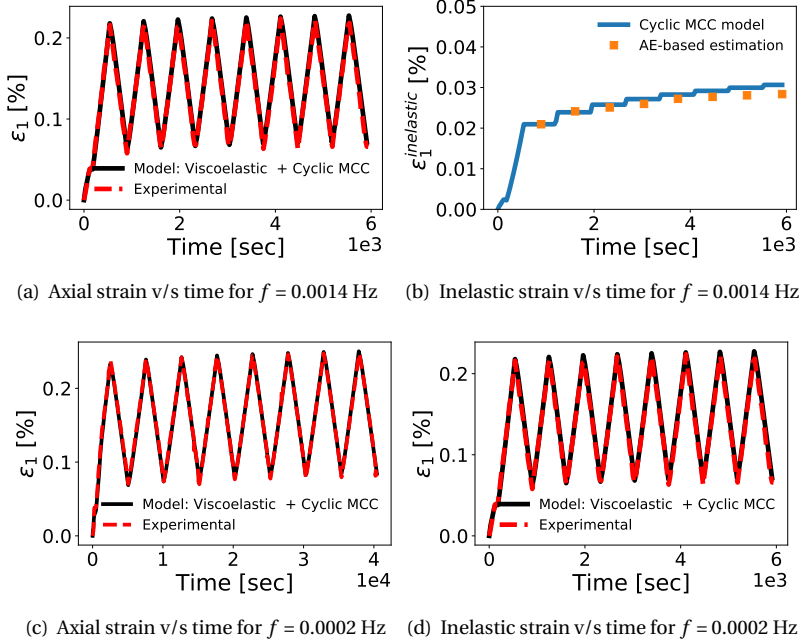 0.2
0.1
0.0
ε₁ [%]
Model: Viscoelastic + Cyclic MCC
Experimental
0 2 4 6
Time [sec] 1e3
(a) Axial strain v/s time for f = 0.0014 Hz
0.05
0.04
0.03
0.02
0.01
0.00
ε₁ⁱⁿᵉˡᵃˢᵗⁱᶜ [%]
Cyclic MCC model
AE-based estimation
0 2 4 6
Time [sec] 1e3
(b) Inelastic strain v/s time for f = 0.0014 Hz
0.2
0.1
0.0
ε₁ [%]
Model: Viscoelastic + Cyclic MCC
Experimental
0 1 2 3 4
Time [sec] 1e4
(c) Axial strain v/s time for f = 0.0002 Hz
0.2
0.1
0.0
ε₁ [%]
Model: Viscoelastic + Cyclic MCC
Experimental
0 2 4 6
Time [sec] 1e3
(d) Inelastic strain v/s time for f = 0.0002 Hz